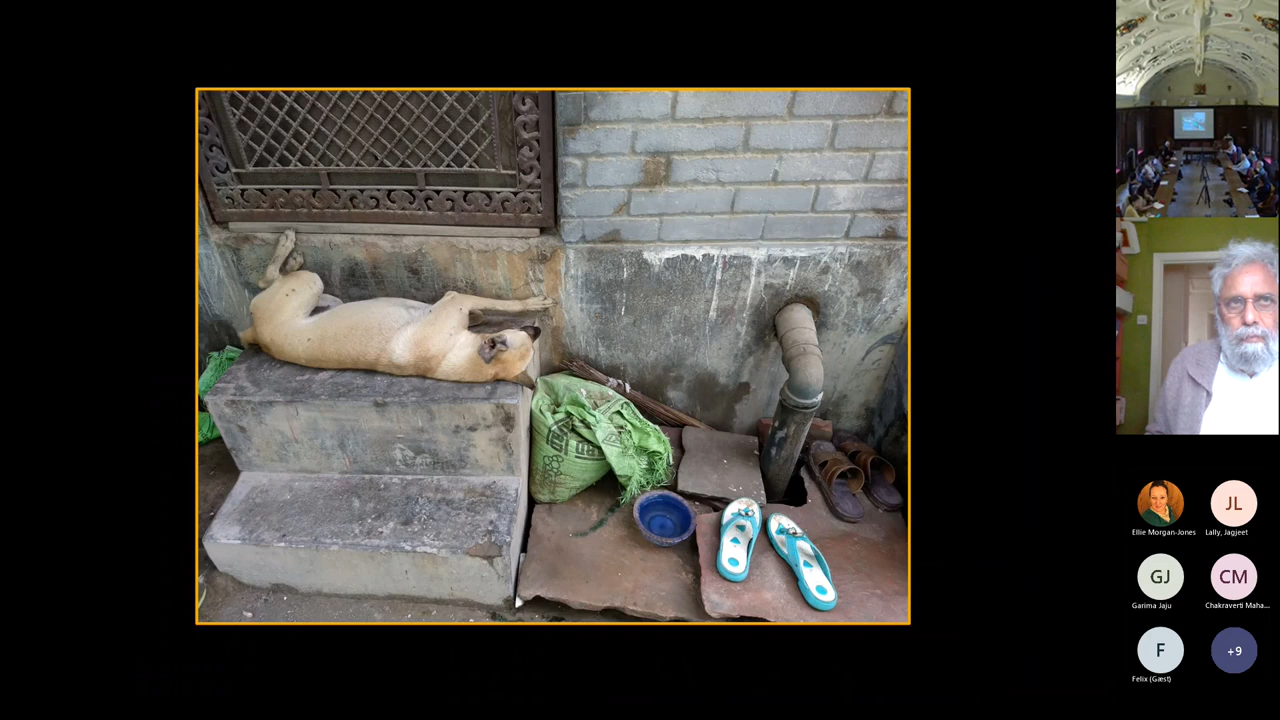 Ellie Morgan-Jones
JL
Lally, Jagjeet
GJ
Garima Jaju
CM
Chakraverti Maha...
F
Felix (Gæst)
+9